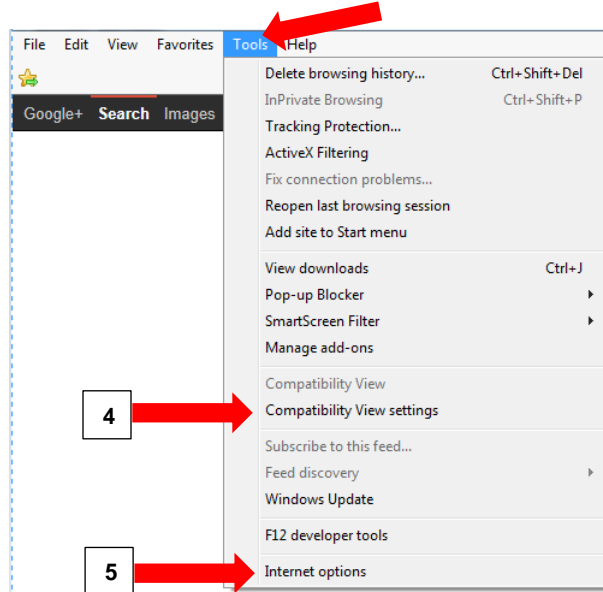 File Edit View Favorites Tools Help
Google+ Search Images
Delete browsing history... Ctrl+Shift+Del
InPrivate Browsing Ctrl+Shift+P
Tracking Protection...
ActiveX Filtering
Fix connection problems...
Reopen last browsing session
Add site to Start menu
View downloads Ctrl+J
Pop-up Blocker
SmartScreen Filter
Manage add-ons
Compatibility View
4 Compatibility View settings
Subscribe to this feed...
Feed discovery
Windows Update
F12 developer tools
5 Internet options